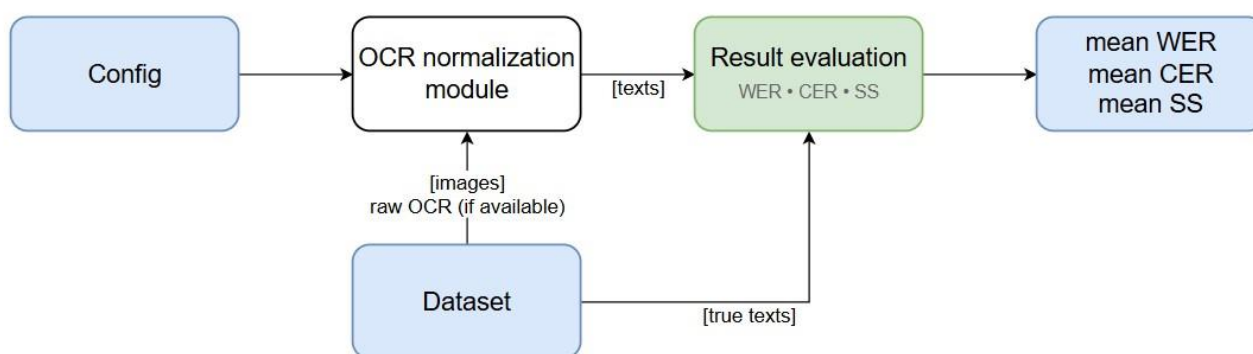 Config
OCR normalization
module
[texts]
Result evaluation
WER • CER • SS
mean WER
mean CER
mean SS
[images]
raw OCR (if available)
Dataset
[true texts]